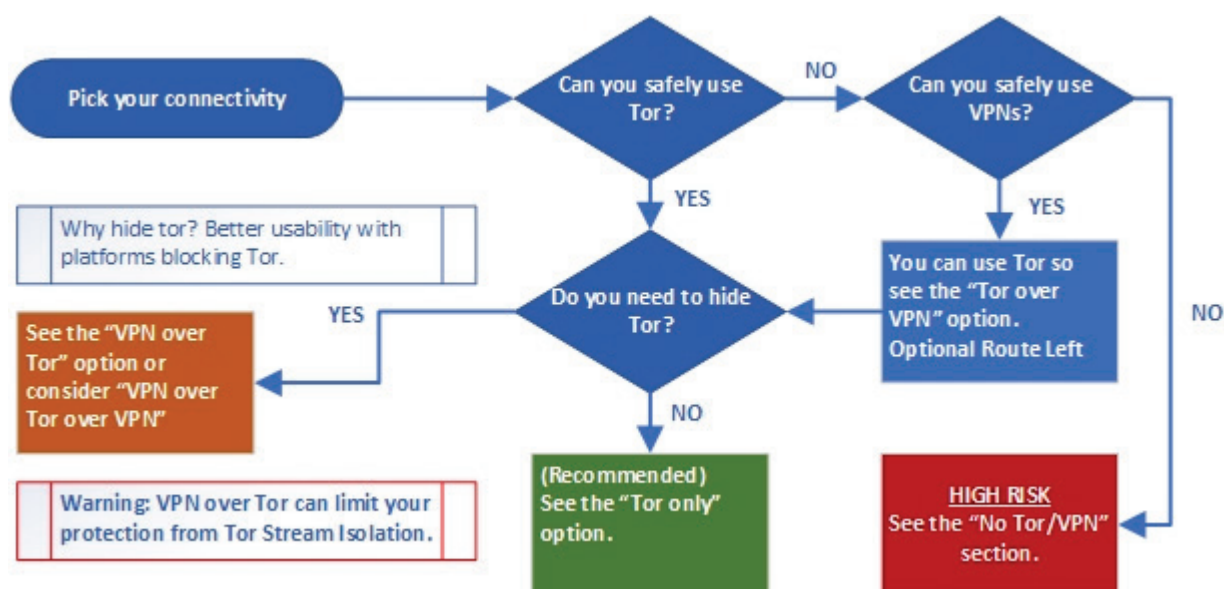 Pick your connectivity
Can you safely use
Tor?
NO
Can you safely use
VPNs?
YES
YES
Why hide tor? Better usability with
platforms blocking Tor.
Do you need to hide
Tor?
You can use Tor so
see the “Tor over
VPN” option.
Optional Route Left
YES
NO
See the “VPN over
Tor” option or
consider “VPN over
Tor over VPN”
NO
(Recommended)
See the “Tor only”
option.
HIGH RISK
See the “No Tor/VPN”
section.
Warning: VPN over Tor can limit your
protection from Tor Stream Isolation.